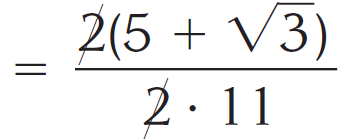 = 2(5 + √3)
2 · 11